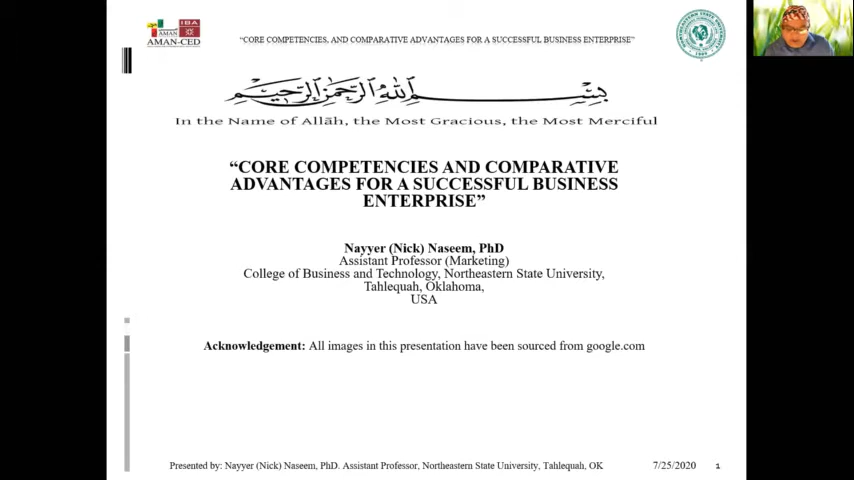 IBA
AMAN
AMAN-CED
“CORE COMPETENCIES, AND COMPARATIVE ADVANTAGES FOR A SUCCESSFUL BUSINESS ENTERPRISE”
بسم الله الرحمن الرحيم
In the Name of Allāh, the Most Gracious, the Most Merciful
“CORE COMPETENCIES AND COMPARATIVE
ADVANTAGES FOR A SUCCESSFUL BUSINESS
ENTERPRISE”
Nayyer (Nick) Naseem, PhD
Assistant Professor (Marketing)
College of Business and Technology, Northeastern State University,
Tahlequah, Oklahoma,
USA
Acknowledgement: All images in this presentation have been sourced from google.com
Presented by: Nayyer (Nick) Naseem, PhD. Assistant Professor, Northeastern State University, Tahlequah, OK 7/25/2020 1